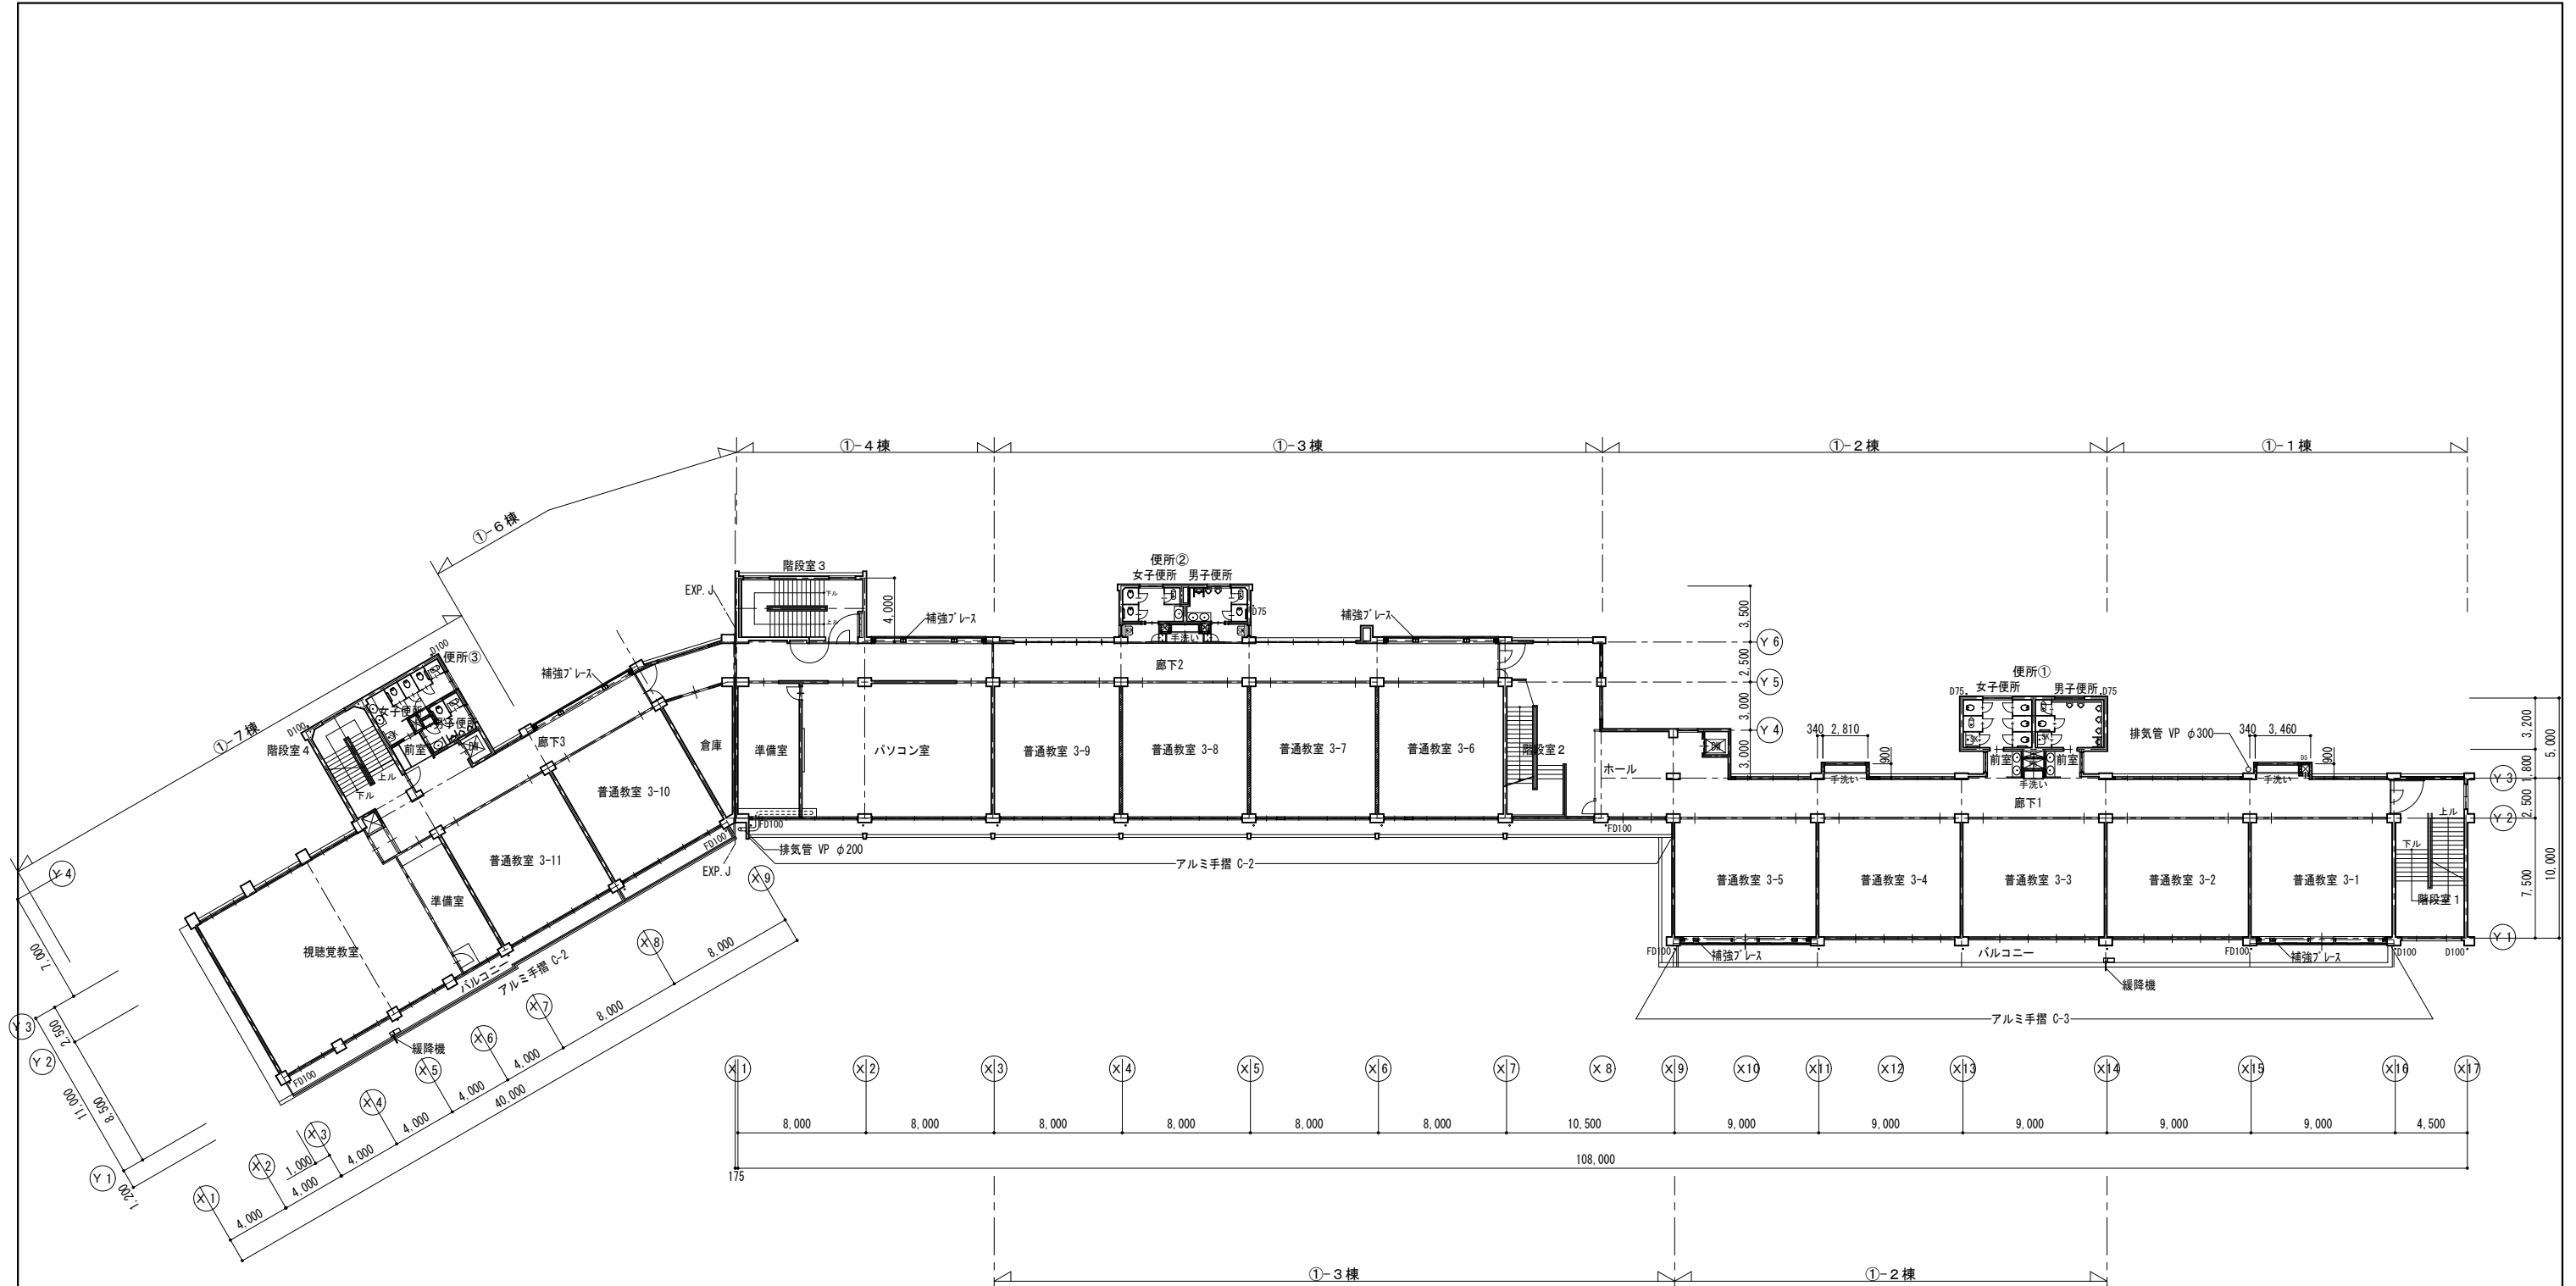 ①-4棟
①-3棟
①-2棟
①-1棟
①-6棟
①-7棟
便所②
女子便所
男子便所
階段室3
EXP.J
下ル
上ル
4,000
補強ブレース
手洗い
D75
補強ブレース
3,500
Y6
2,500
Y5
3,000
Y4
3,000
廊下2
D100
便所③
補強ブレース
女子便所
男子便所
D100
階段室4
前室
DW
上ル
下ル
廊下3
倉庫
準備室
パソコン室
普通教室 3-9
普通教室 3-8
普通教室 3-7
普通教室 3-6
階段室2
ホール
DW
便所①
D75
女子便所
男子便所
D75
SK
SK
前室
前室
手洗い
340
2,810
900
手洗い
排気管 VP φ300
340
3,460
900
DS
手洗い
3,200
1,800
5,000
Y3
2,500
Y2
7,500
10,000
Y1
廊下1
上ル
下ル
階段室1
普通教室 3-5
普通教室 3-4
普通教室 3-3
普通教室 3-2
普通教室 3-1
普通教室 3-10
普通教室 3-11
準備室
視聴覚教室
FD100
FD100
FD100
排気管 VP φ200
EXP.J
アルミ手摺 C-2
FD100
補強ブレース
バルコニー
FD100
補強ブレース
FD100
D100
緩降機
アルミ手摺 C-3
バルコニー
アルミ手摺 C-2
緩降機
FD100
Y4
7,000
Y3
2,500
Y2
11,000
8,500
Y1
1,200
X1
X2
X3
X4
X5
X6
X7
X8
X9
4,000
4,000
1,000
4,000
4,000
4,000
4,000
8,000
8,000
40,000
X1
X2
X3
X4
X5
X6
X7
X8
X9
X10
X11
X12
X13
X14
X15
X16
X17
8,000
8,000
8,000
8,000
8,000
8,000
10,500
9,000
9,000
9,000
9,000
9,000
4,500
175
108,000
①-3棟
①-2棟